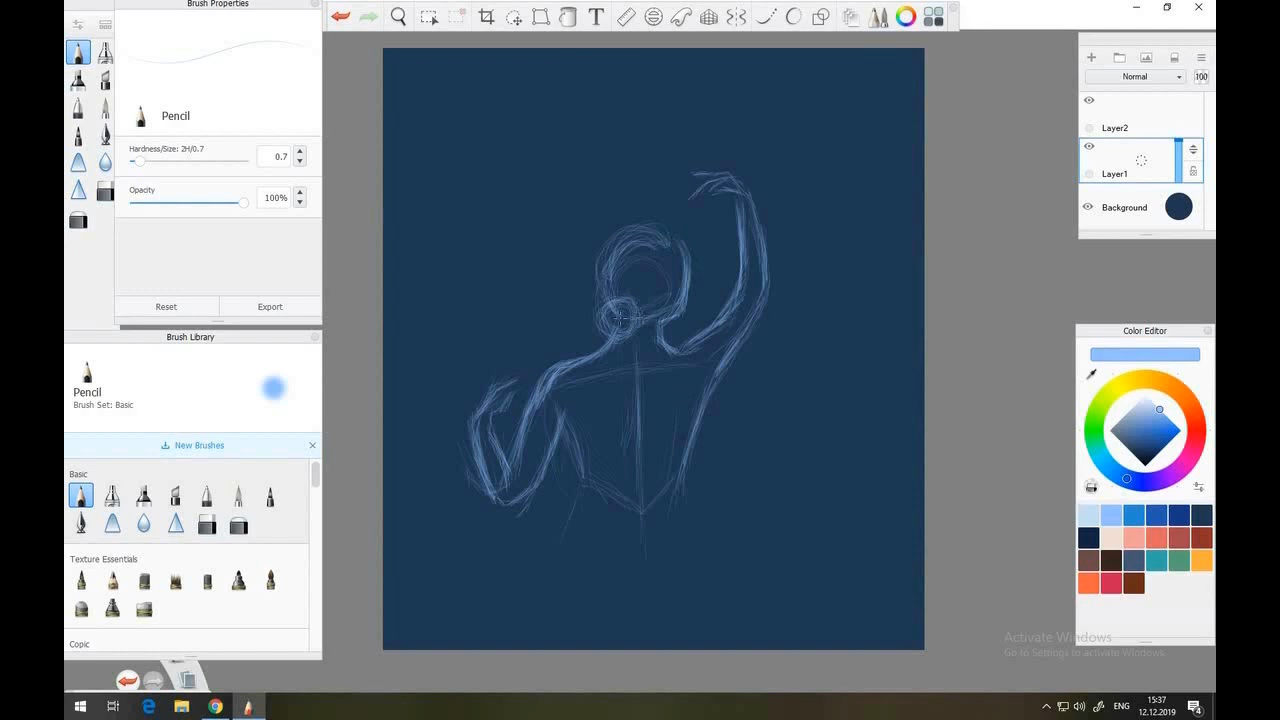 Brush Properties
Pencil
Hardness/Size: 2H/0.7
0.7
Opacity
100%
Reset
Export
Brush Library
Pencil
Brush Set: Basic
New Brushes
Basic
Texture Essentials
Copic
T
Normal
100
Layer2
Layer1
Background
Color Editor
Activate Windows
Go to Settings to activate Windows.
ENG
15:37
12.12.2019
4